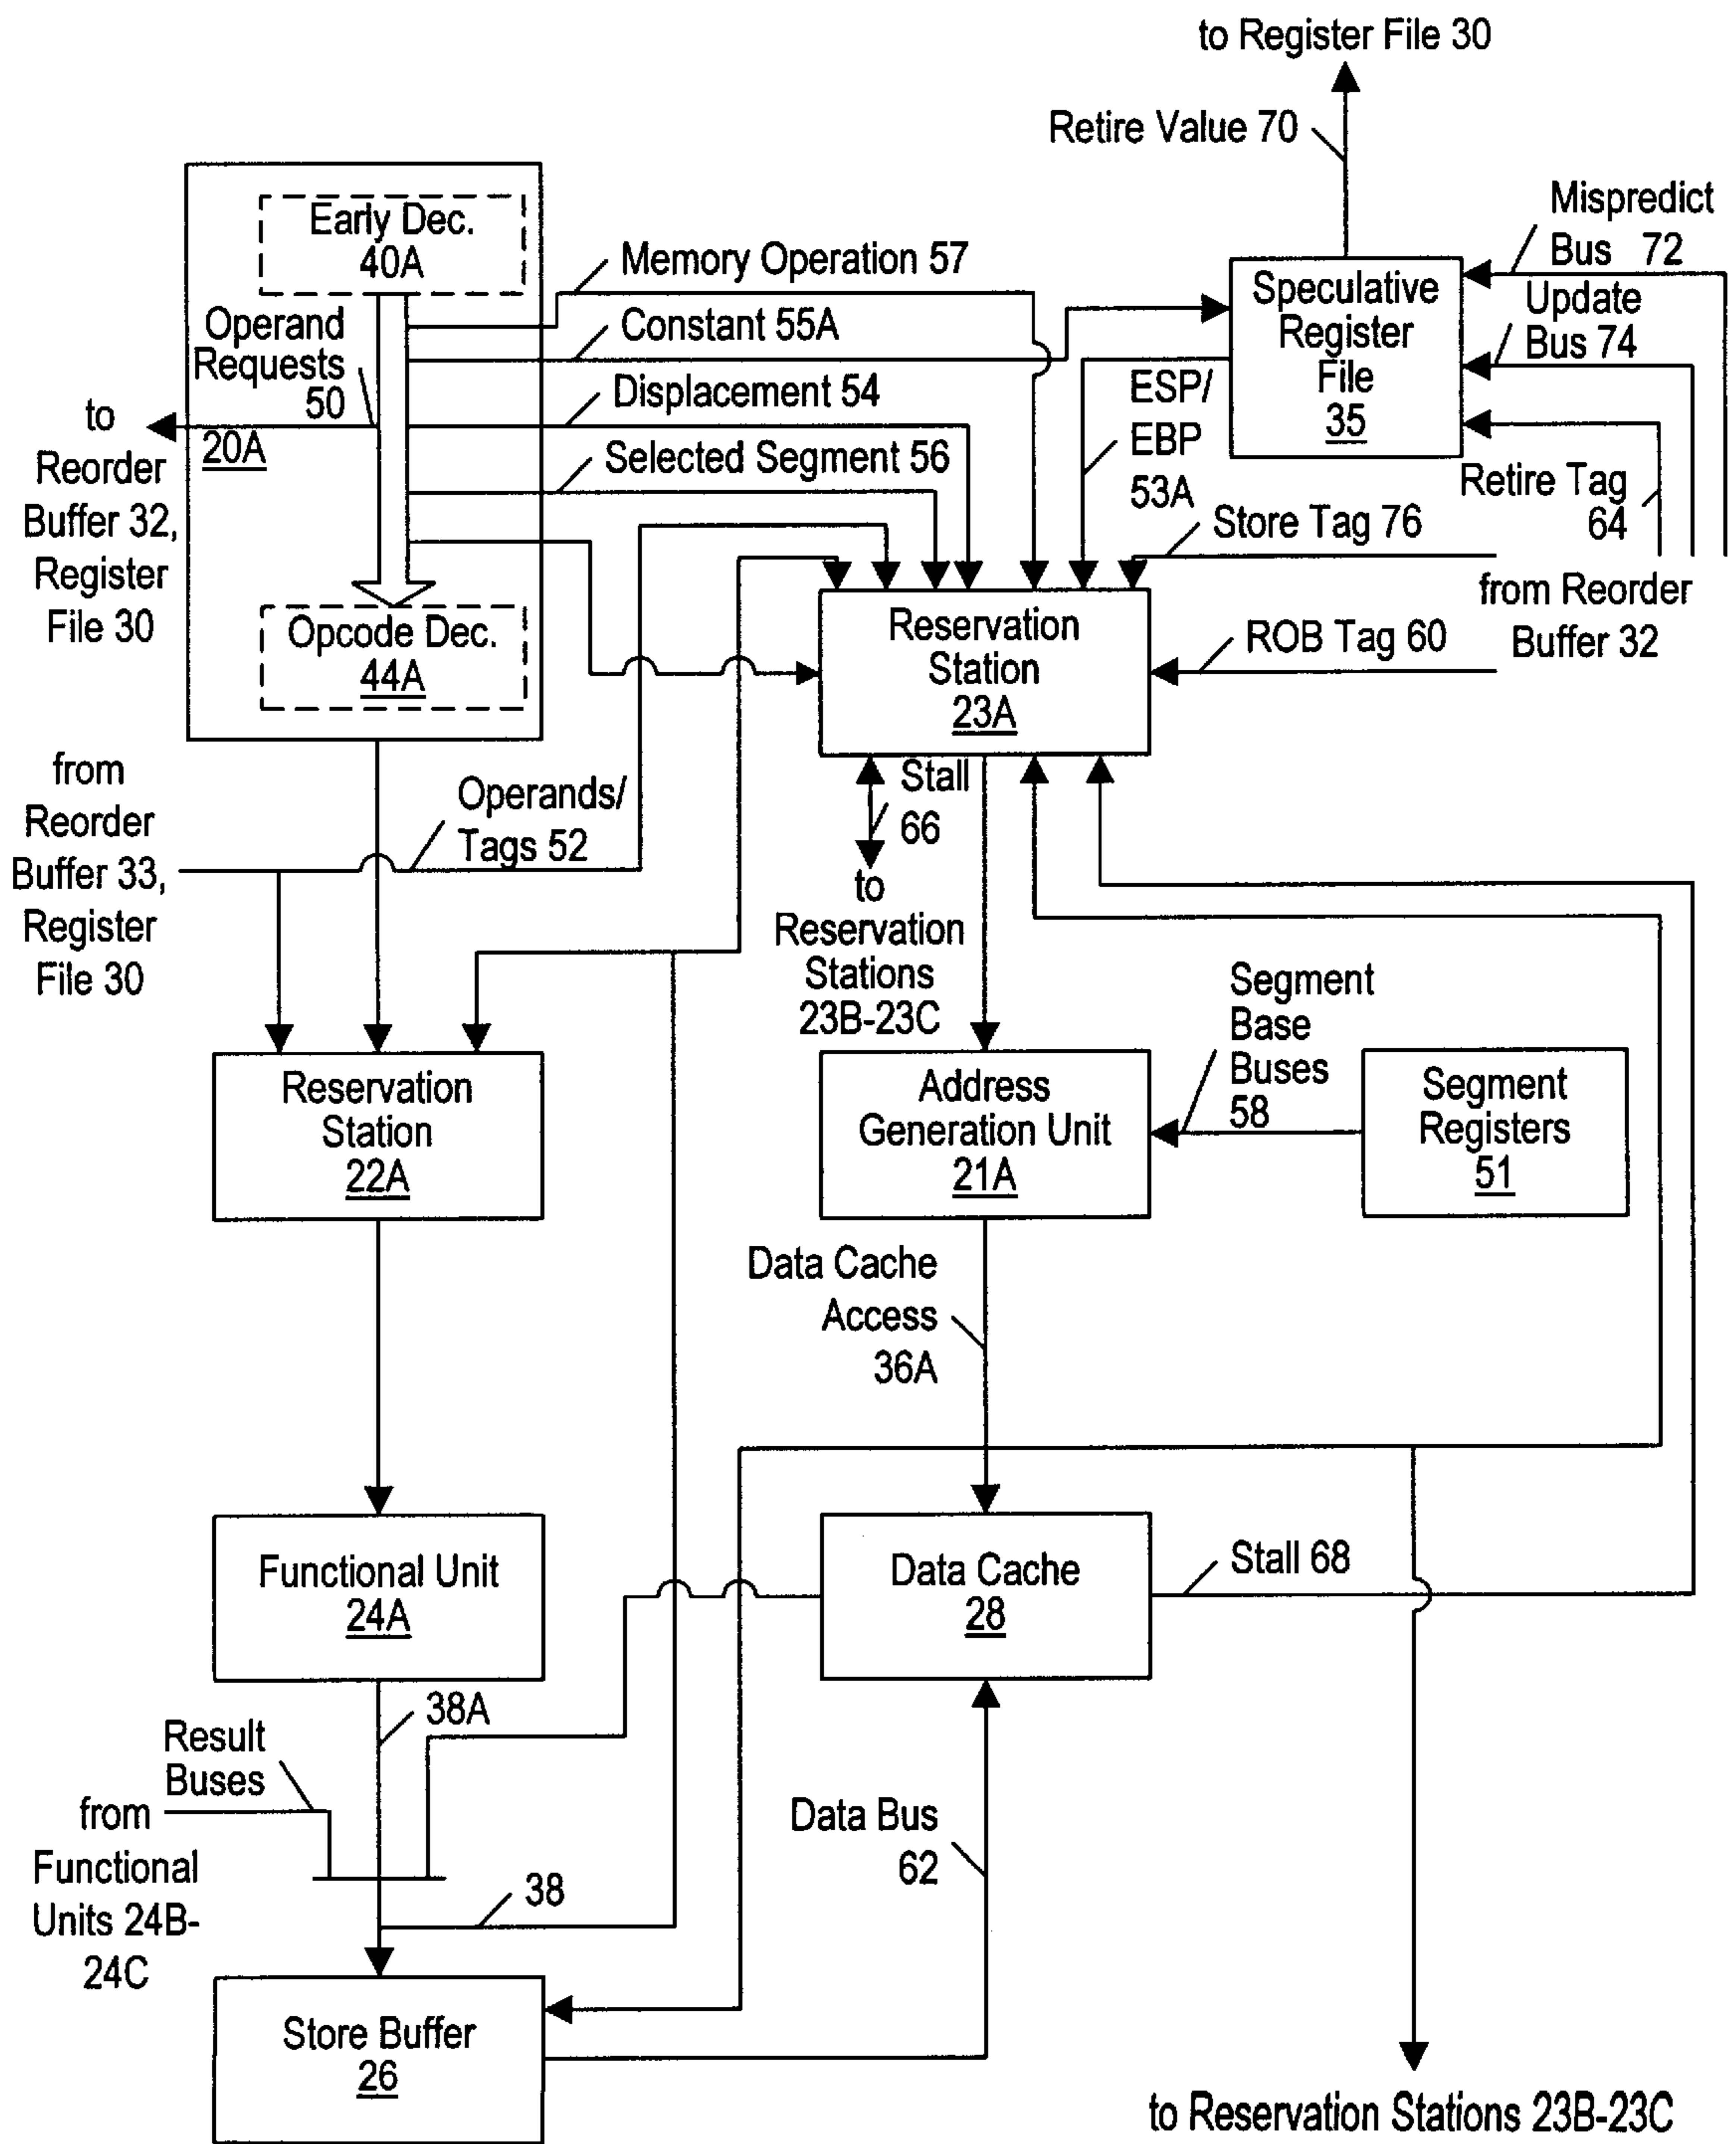 to Register File 30
Retire Value 70
Mispredict
Bus 72
Early Dec.
40A
Memory Operation 57
Speculative
Register
File
35
Update
Bus 74
Operand
Requests
50
Constant 55A
Displacement 54
ESP/
EBP
53A
to
Reorder
Buffer 32,
Register
File 30
20A
Selected Segment 56
Retire Tag
64
Store Tag 76
from Reorder
Buffer 32
Opcode Dec.
44A
Reservation
Station
23A
ROB Tag 60
from
Reorder
Buffer 33,
Register
File 30
Operands/
Tags 52
Stall
66
to
Reservation
Stations
23B-23C
Segment
Base
Buses
58
Reservation
Station
22A
Address
Generation Unit
21A
Segment
Registers
51
Data Cache
Access
36A
Functional Unit
24A
Data Cache
28
Stall 68
38A
Result
Buses
from
Functional
Units 24B-
24C
Data Bus
62
38
Store Buffer
26
to Reservation Stations 23B-23C